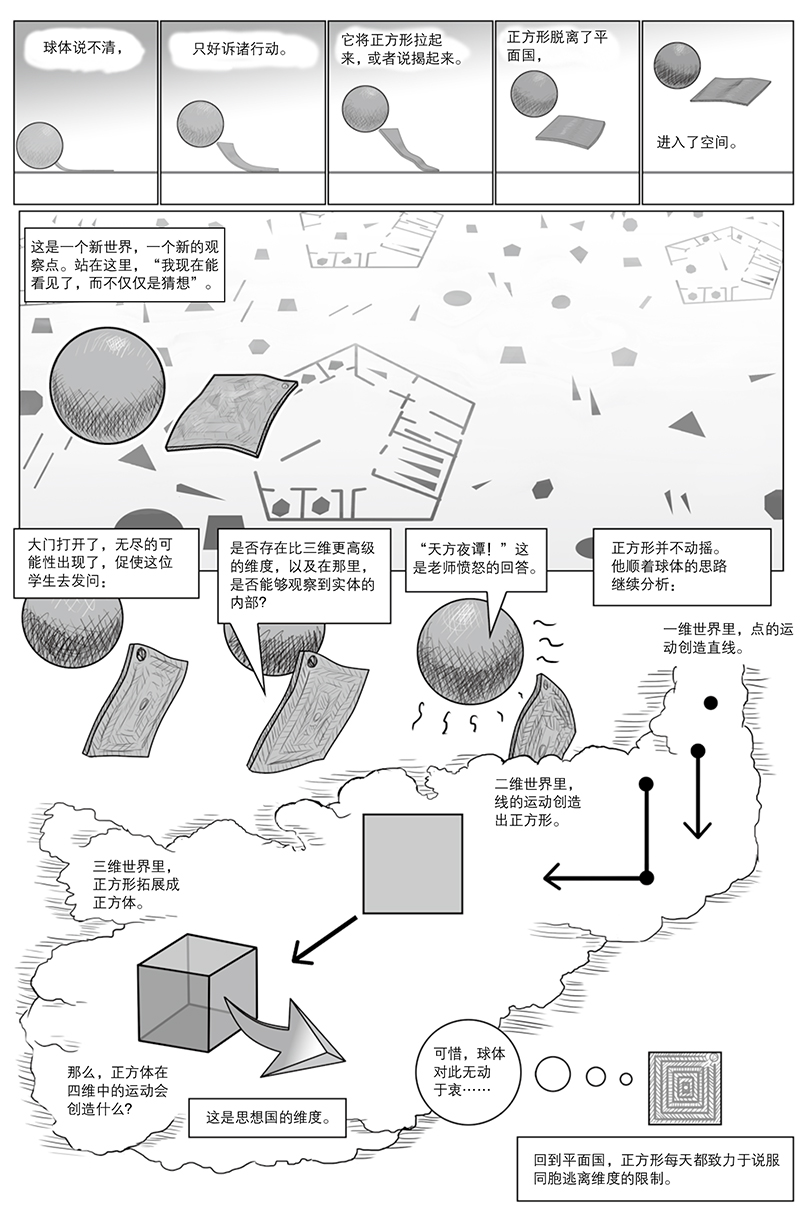 球体说不清，
只好诉诸行动。
它将正方形拉起
来，或者说揭起来。
正方形脱离了平
面国，
进入了空间。
这是一个新世界，一个新的观
察点。站在这里，“我现在能
看见了，而不仅仅是猜想”。
大门打开了，无尽的可
能性出现了，促使这位
学生去发问：
是否存在比三维更高级
的维度，以及在那里，
是否能够观察到实体的
内部？
“天方夜谭！”这
是老师愤怒的回答。
正方形并不动摇。
他顺着球体的思路
继续分析：
一维世界里，点的运
动创造直线。
二维世界里，
线的运动创造
出正方形。
三维世界里，
正方形拓展成
正方体。
那么，正方体在
四维中的运动会
创造什么？
这是思想国的维度。
可惜，球体
对此无动
于衷……
回到平面国，正方形每天都致力于说服
同胞逃离维度的限制。